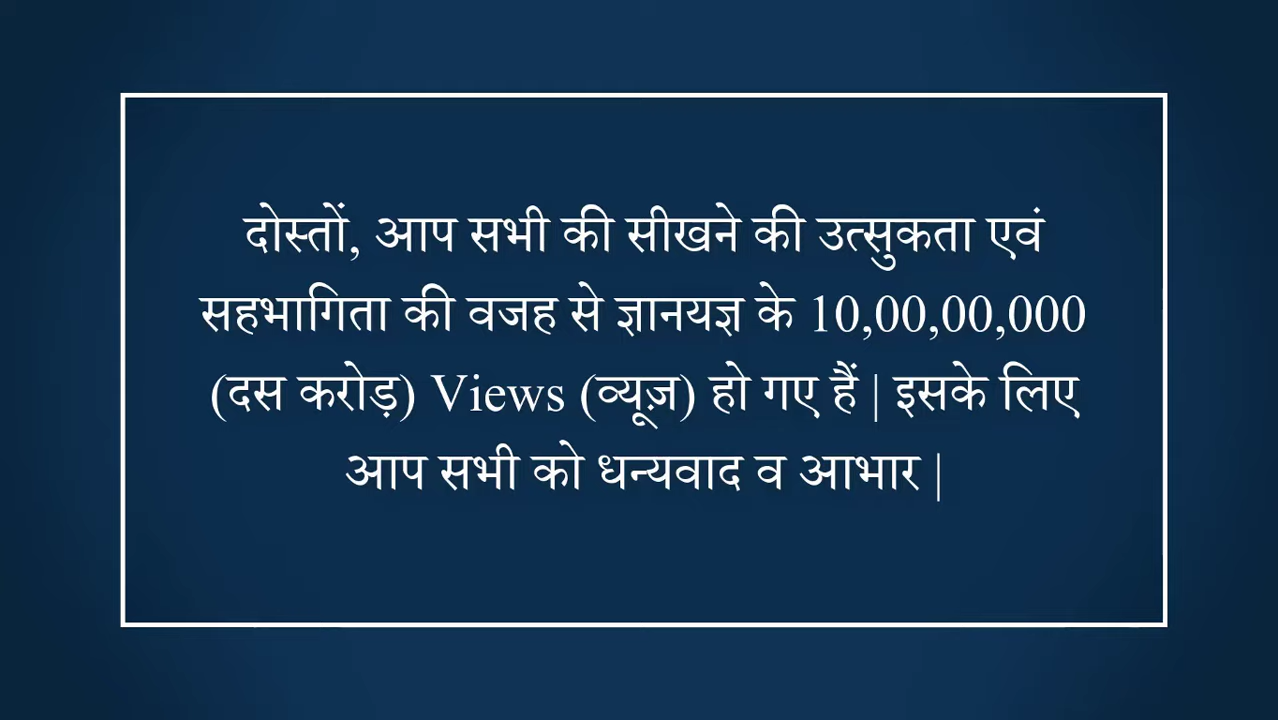 दोस्तों, आप सभी की सीखने की उत्सुकता एवं
सहभागिता की वजह से ज्ञानयज्ञ के 10,00,00,000
(दस करोड़) Views (व्यूज़) हो गए हैं | इसके लिए
आप सभी को धन्यवाद व आभार |